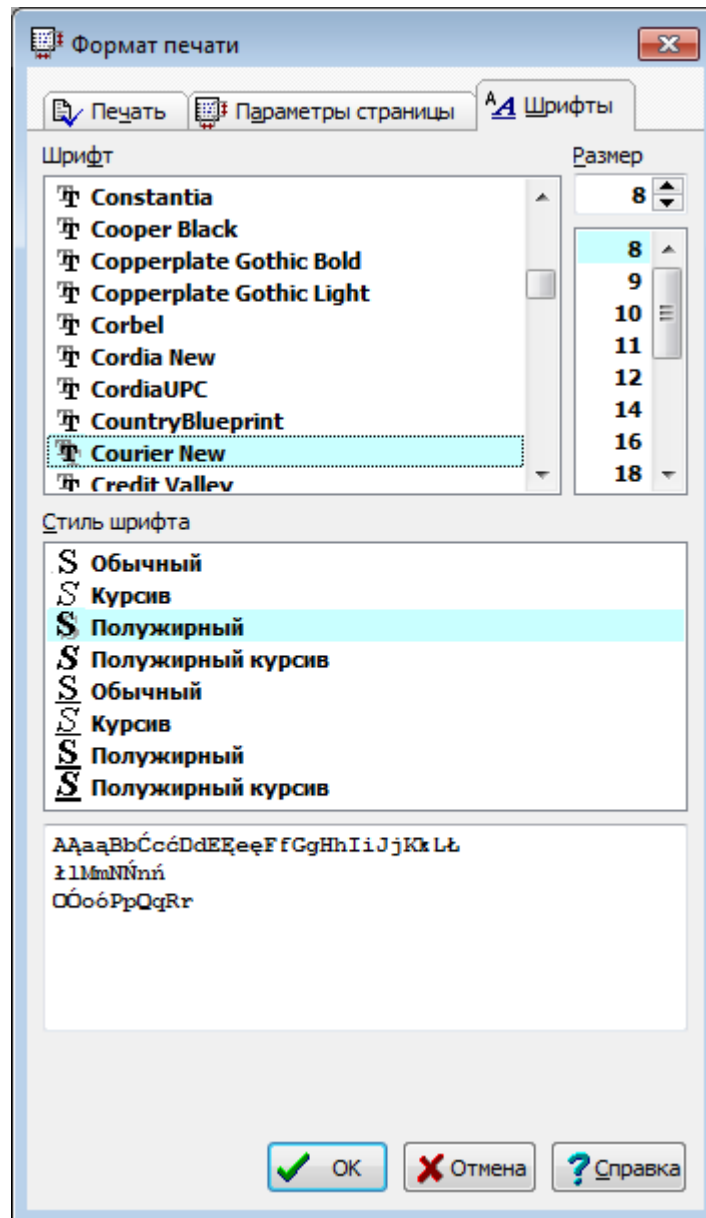 Формат печати
Печать
Параметры страницы
Шрифты
Шрифт
Constantia
Cooper Black
Copperplate Gothic Bold
Copperplate Gothic Light
Corbel
Cordia New
CordiaUPC
CountryBlueprint
Courier New
Credit Valley
Размер
8
8
9
10
11
12
14
16
18
Стиль шрифта
Обычный
Курсив
Полужирный
Полужирный курсив
Обычный
Курсив
Полужирный
Полужирный курсив
AĄaąBbĆcćDdEĘeęFfGgHhIiJjKkLŁ
łlMmNŃnń
OÓoóPpQqRr
OK
Отмена
Справка